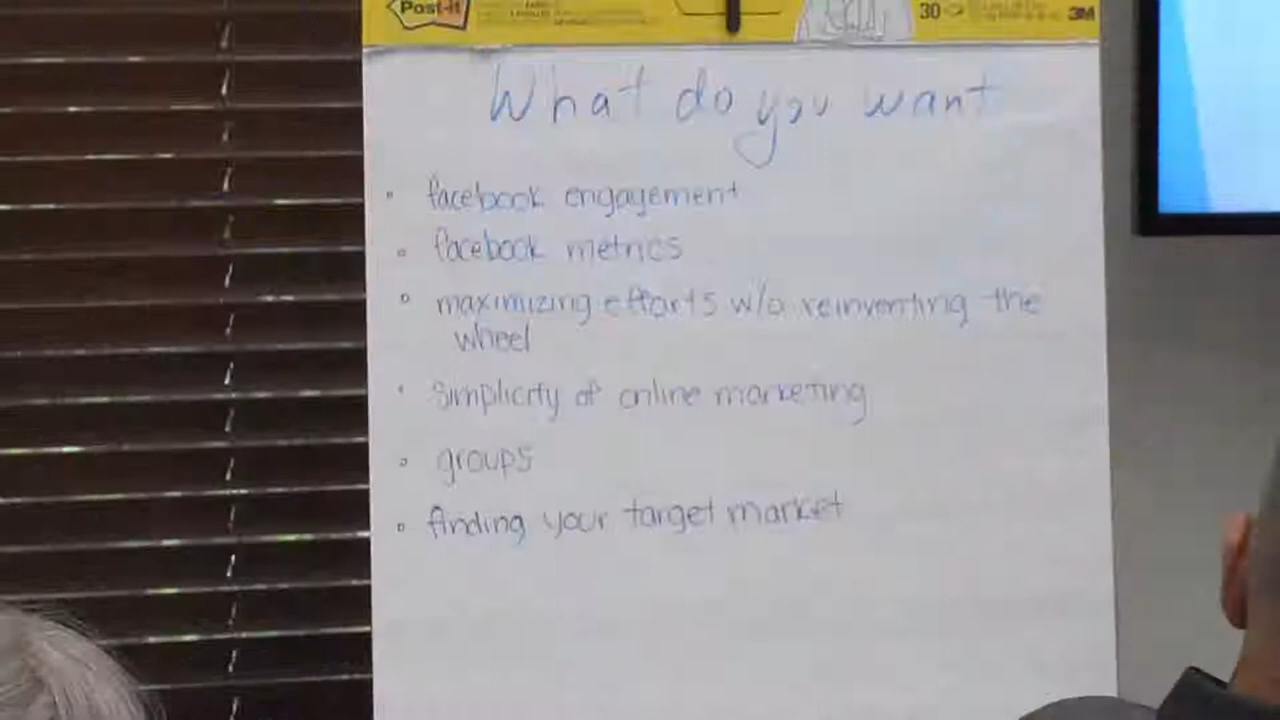 Post-it
30
3M
What do you want
facebook engagement
facebook metrics
maximizing efforts w/o reinventing the
wheel
Simplicity of online marketing
groups
finding your target market